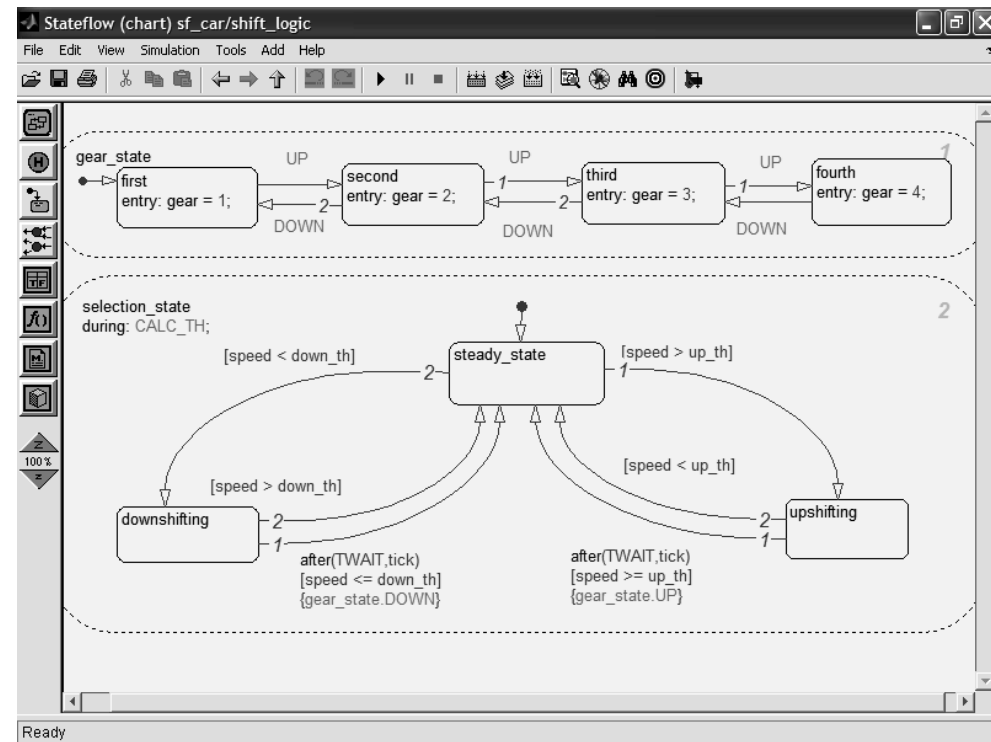 Stateflow (chart) sf_car/shift_logic
File Edit View Simulation Tools Add Help
gear_state
1
first
entry: gear = 1;
UP
2
DOWN
second
entry: gear = 2;
UP
1
2
DOWN
third
entry: gear = 3;
UP
1
DOWN
fourth
entry: gear = 4;
selection_state
during: CALC_TH;
2
[speed < down_th]
2
steady_state
[speed > up_th]
1
[speed > down_th]
[speed < up_th]
downshifting
2
1
after(TWAIT,tick)
[speed <= down_th]
{gear_state.DOWN}
upshifting
2
1
after(TWAIT,tick)
[speed >= up_th]
{gear_state.UP}
H
TF
f()
M
Z
100 %
z
Ready